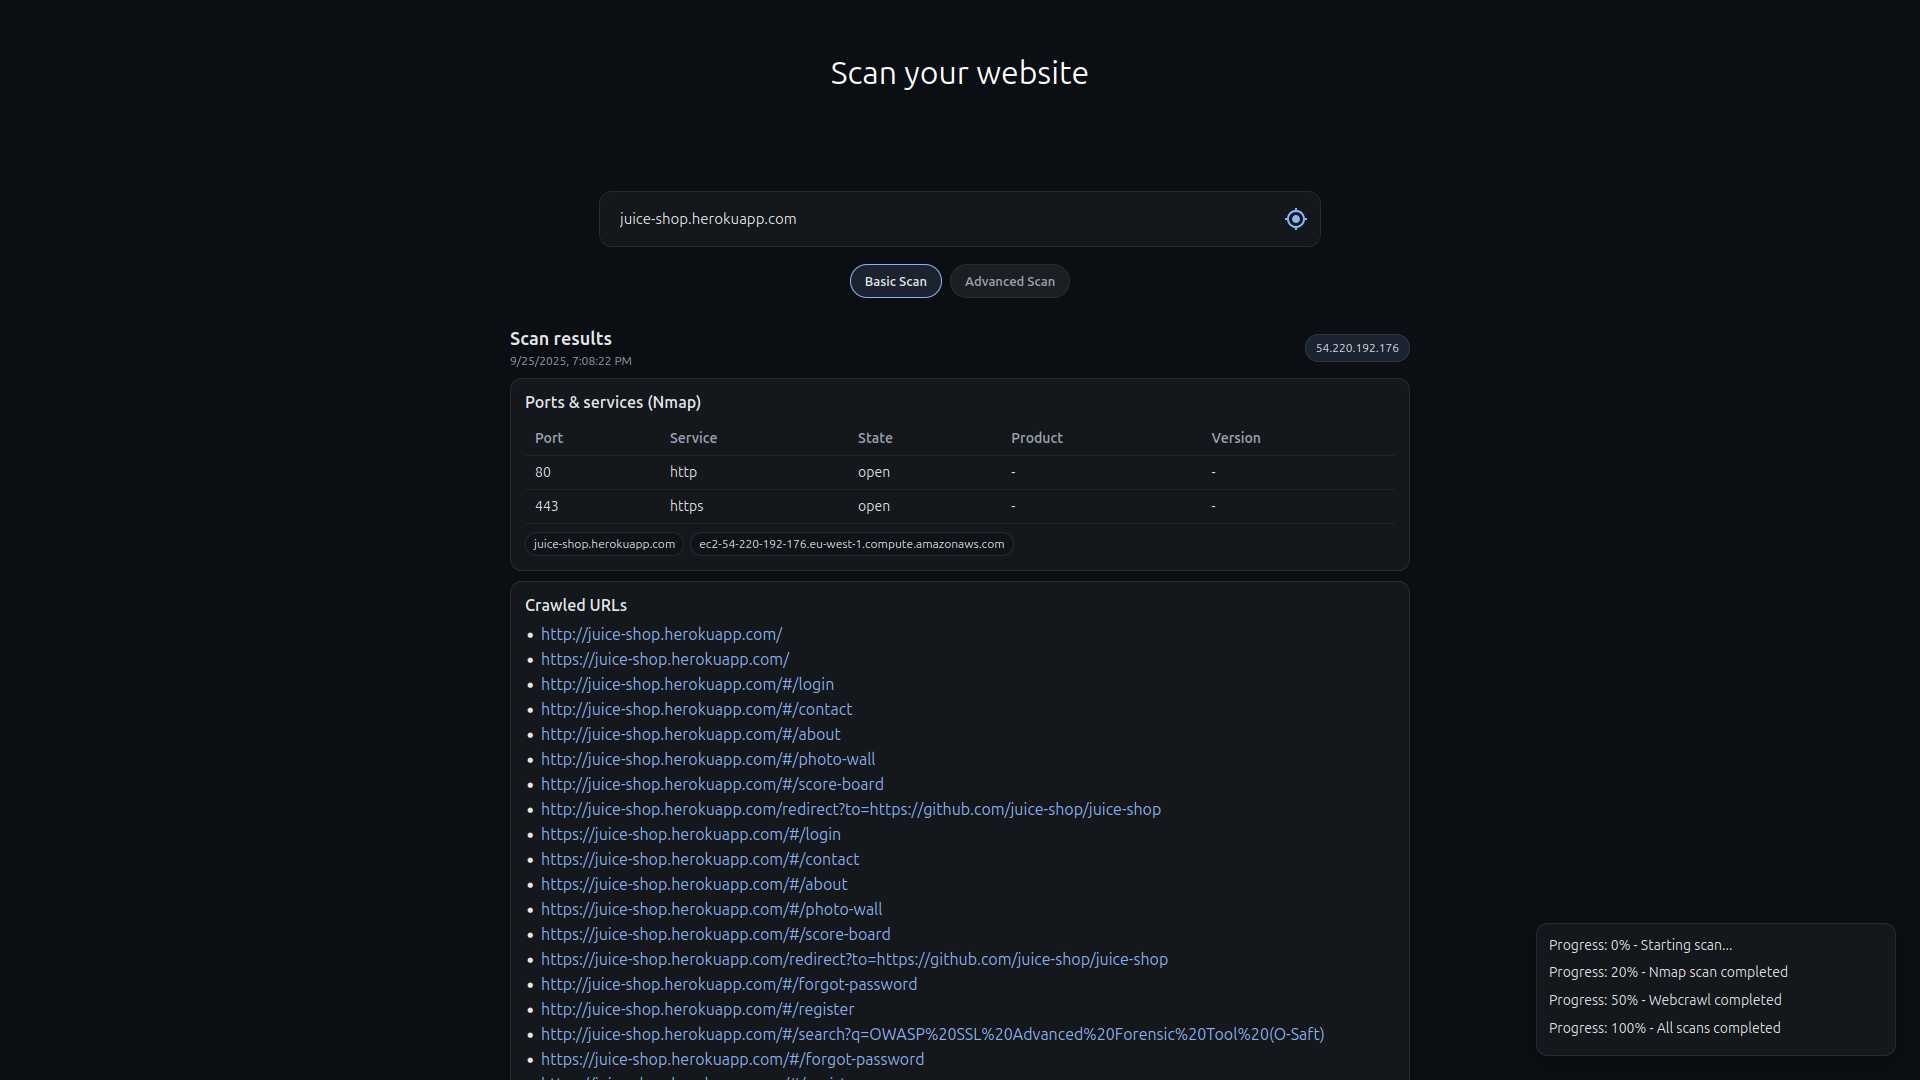 Scan your website
juice-shop.herokuapp.com
Basic Scan Advanced Scan
Scan results
9/25/2025, 7:08:22 PM
54.220.192.176
Ports & services (Nmap)
Port Service State Product Version
80 http open - -
443 https open - -
juice-shop.herokuapp.com ec2-54-220-192-176.eu-west-1.compute.amazonaws.com
Crawled URLs
• http://juice-shop.herokuapp.com/
• https://juice-shop.herokuapp.com/
• http://juice-shop.herokuapp.com/#/login
• http://juice-shop.herokuapp.com/#/contact
• http://juice-shop.herokuapp.com/#/about
• http://juice-shop.herokuapp.com/#/photo-wall
• http://juice-shop.herokuapp.com/#/score-board
• http://juice-shop.herokuapp.com/redirect?to=https://github.com/juice-shop/juice-shop
• https://juice-shop.herokuapp.com/#/login
• https://juice-shop.herokuapp.com/#/contact
• https://juice-shop.herokuapp.com/#/about
• https://juice-shop.herokuapp.com/#/photo-wall
• https://juice-shop.herokuapp.com/#/score-board
• https://juice-shop.herokuapp.com/redirect?to=https://github.com/juice-shop/juice-shop
• http://juice-shop.herokuapp.com/#/forgot-password
• http://juice-shop.herokuapp.com/#/register
• http://juice-shop.herokuapp.com/#/search?q=OWASP%20SSL%20Advanced%20Forensic%20Tool%20(O-Saft)
• https://juice-shop.herokuapp.com/#/forgot-password
Progress: 0% - Starting scan...
Progress: 20% - Nmap scan completed
Progress: 50% - Webcrawl completed
Progress: 100% - All scans completed